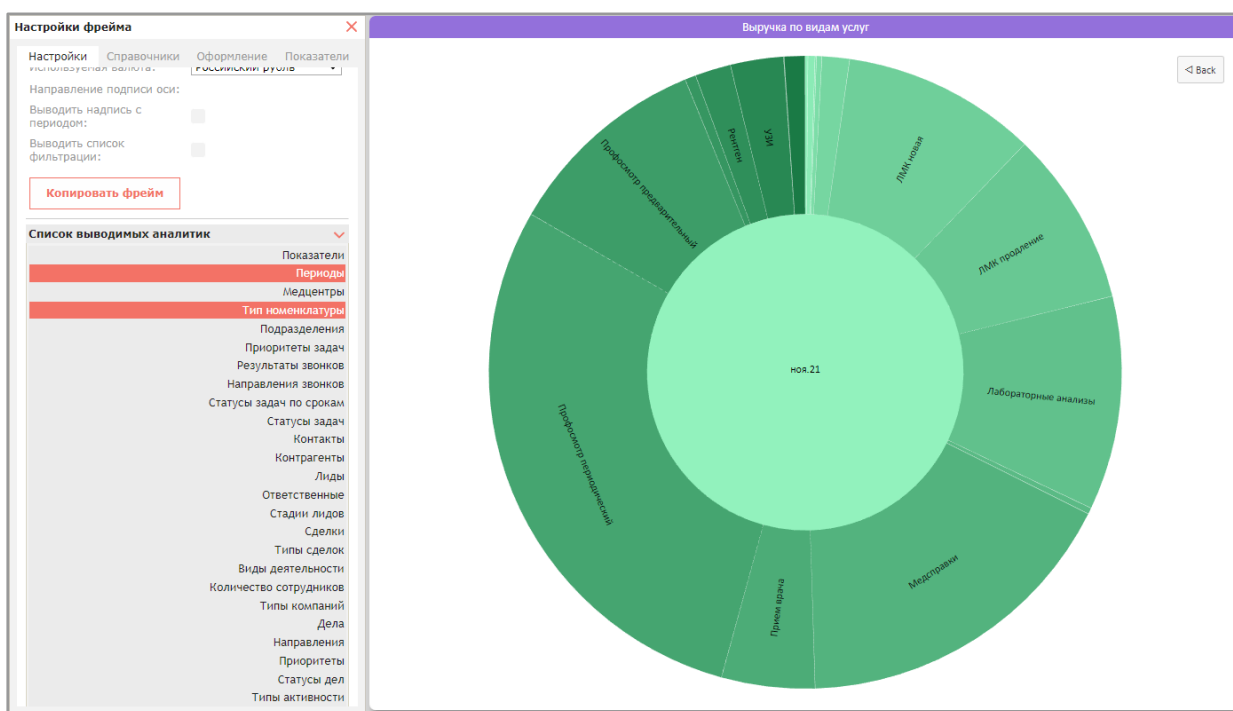 Настройки фрейма
Настройки Справочники Оформление Показатели
Используемая валюта: Российский рубль
Направление подписи оси:
Выводить надпись с
периодом:
Выводить список
фильтрации:
Копировать фрейм
Список выводимых аналитик
Показатели
Периоды
Медцентры
Тип номенклатуры
Подразделения
Приоритеты задач
Результаты звонков
Направления звонков
Статусы задач по срокам
Статусы задач
Контакты
Контрагенты
Лиды
Ответственные
Стадии лидов
Сделки
Типы сделок
Виды деятельности
Количество сотрудников
Типы компаний
Дела
Направления
Приоритеты
Статусы дел
Типы активности
Выручка по видам услуг
Back
ЛМК новая
ЛМК продление
Лабораторные анализы
Медсправки
Прием врача
Профосмотр периодический
Профосмотр предварительный
Рентген
УЗИ
ноя.21